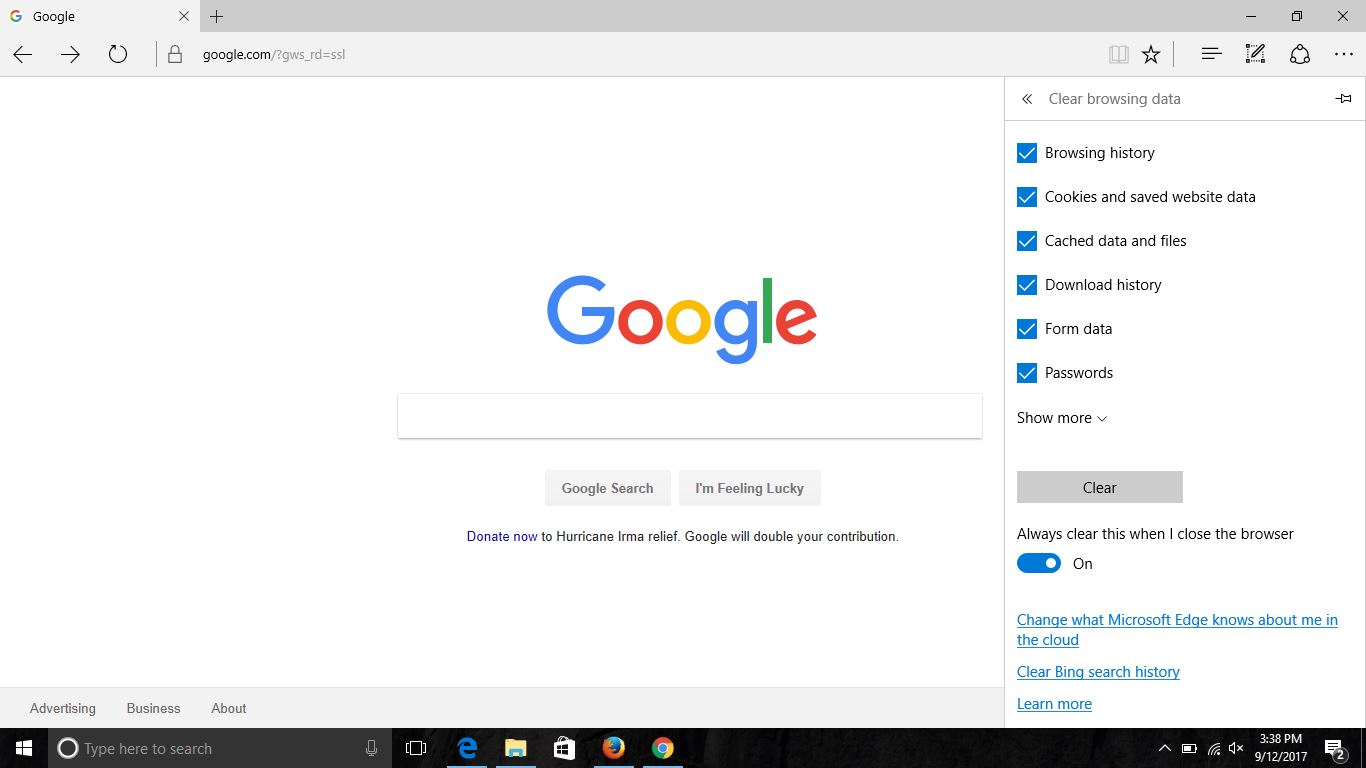 Google
google.com/?gws_rd=ssl
Clear browsing data
Browsing history
Cookies and saved website data
Cached data and files
Download history
Form data
Passwords
Show more
Clear
Always clear this when I close the browser
On
Change what Microsoft Edge knows about me in
the cloud
Clear Bing search history
Learn more
Google
Google Search
I'm Feeling Lucky
Donate now to Hurricane Irma relief. Google will double your contribution.
Advertising
Business
About
Type here to search
3:38 PM
9/12/2017
2